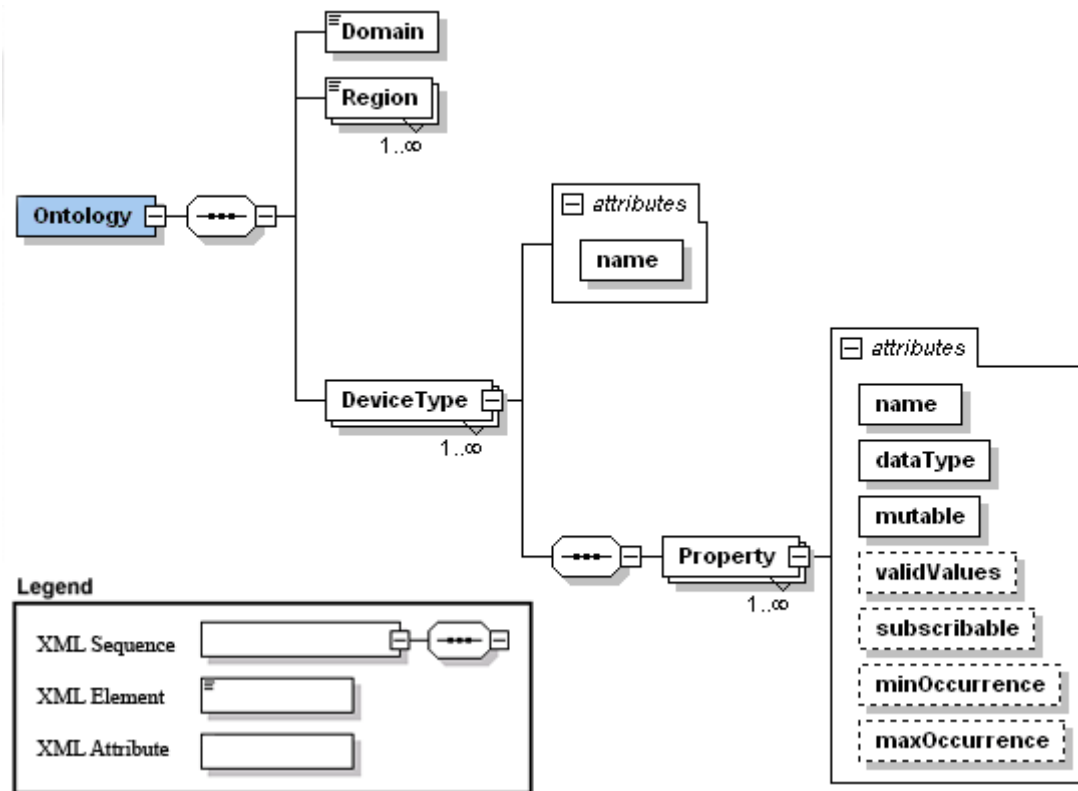 Domain
Region
1..∞
Ontology
attributes
name
DeviceType
1..∞
attributes
name
dataType
mutable
Property
1..∞
validValues
subscribable
minOccurrence
maxOccurrence
Legend
XML Sequence
XML Element
XML Attribute